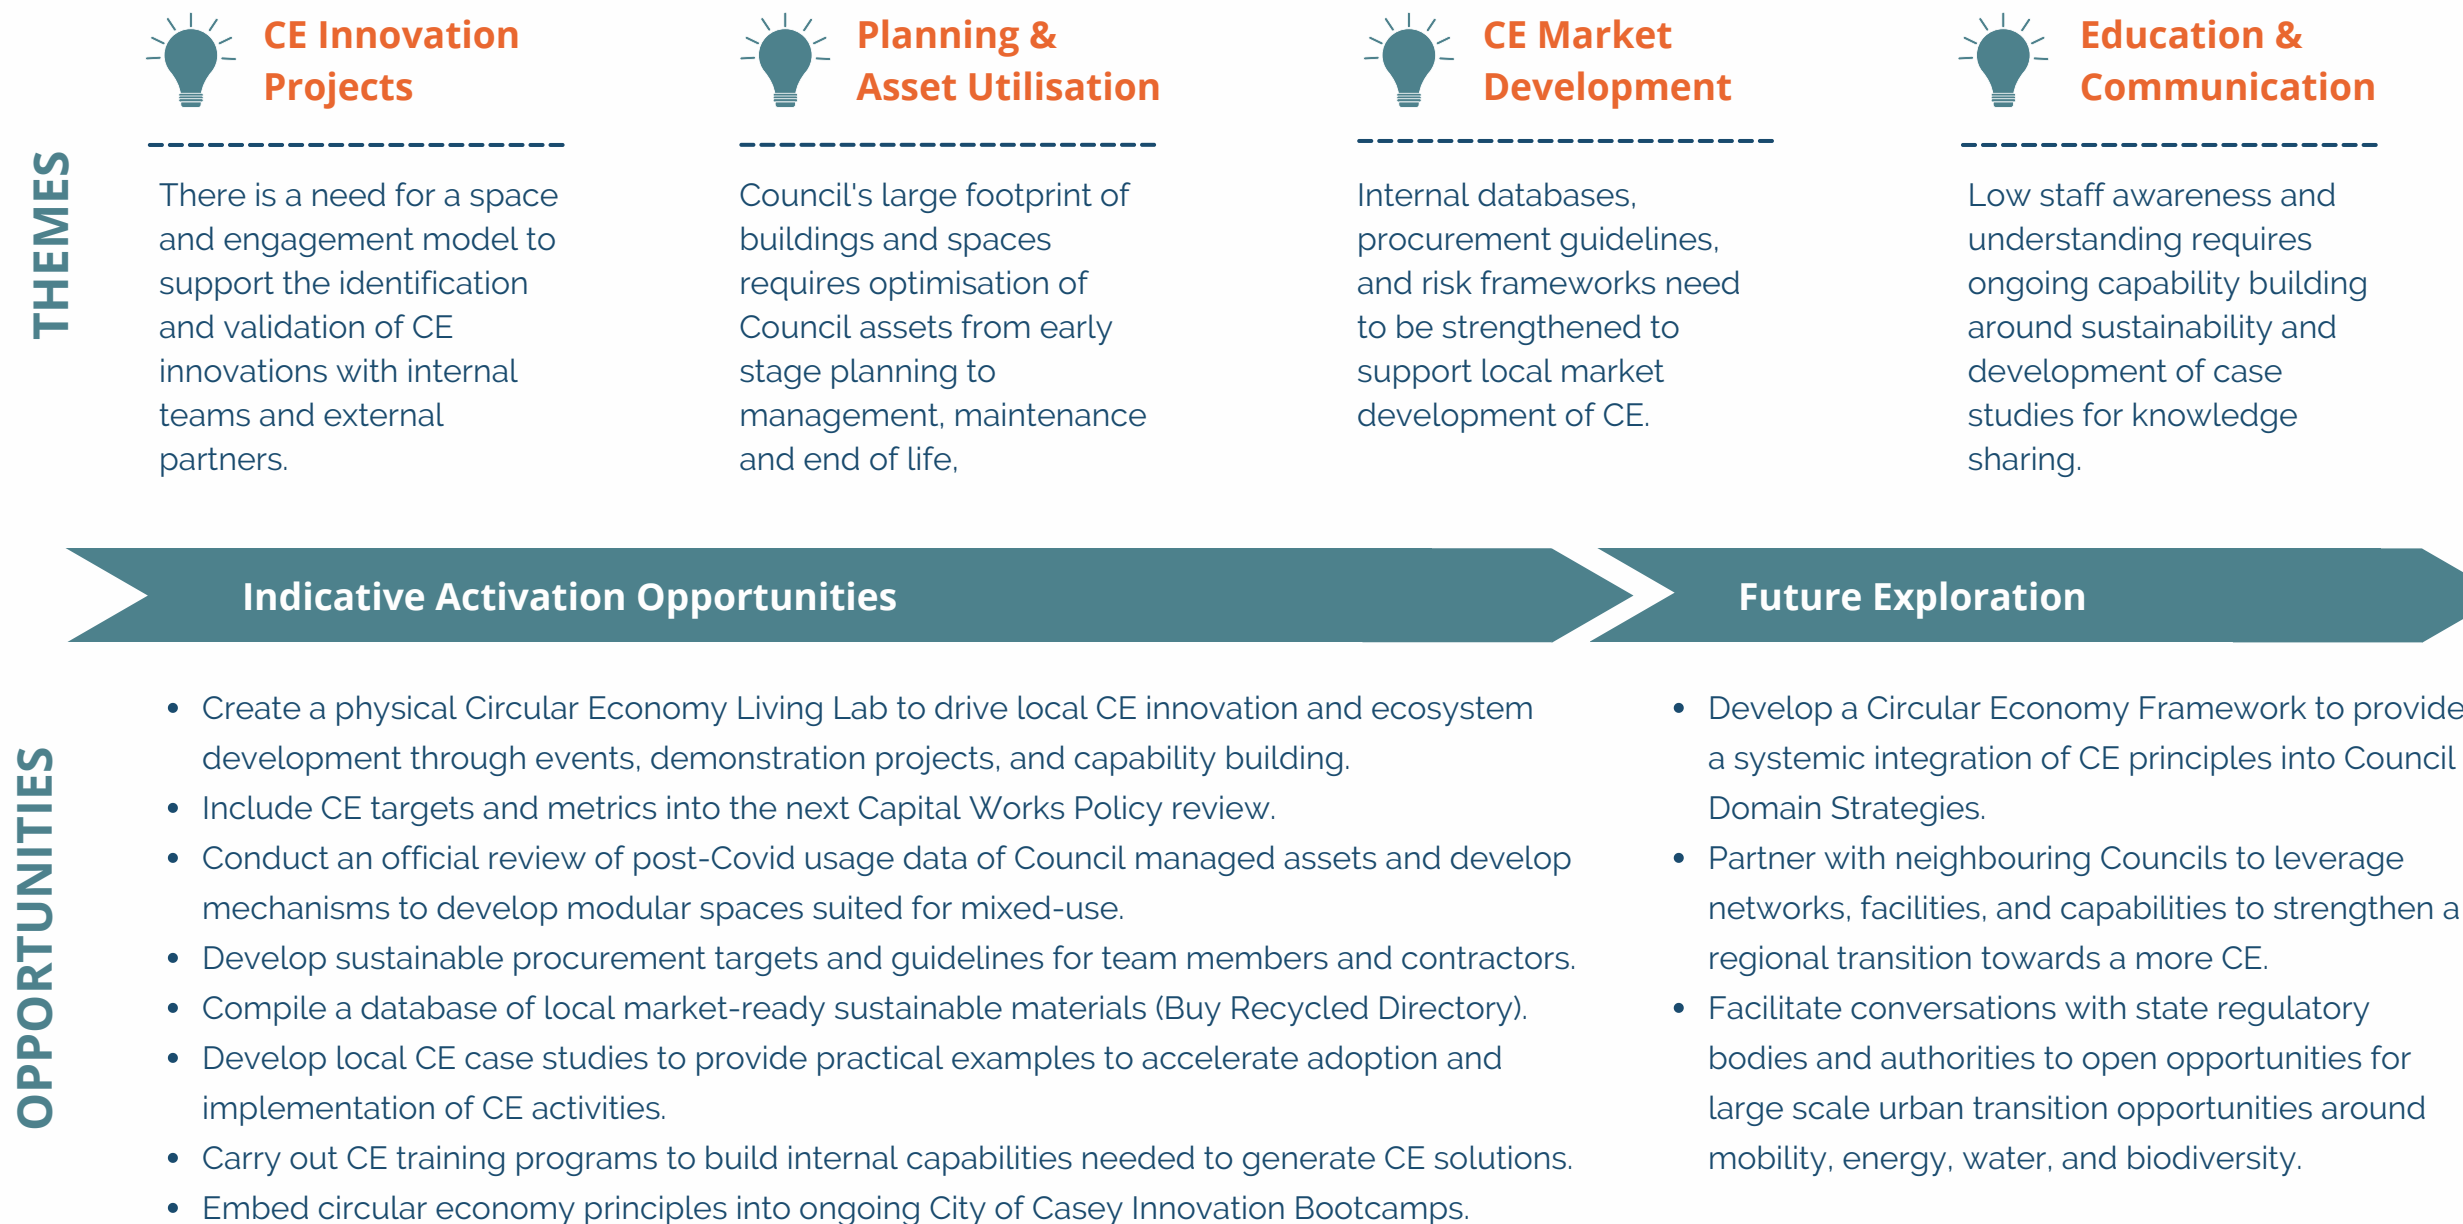 THEMES
CE Innovation
Projects
There is a need for a space
and engagement model to
support the identification
and validation of CE
innovations with internal
teams and external
partners.
Planning &
Asset Utilisation
Council's large footprint of
buildings and spaces
requires optimisation of
Council assets from early
stage planning to
management, maintenance
and end of life,
CE Market
Development
Internal databases,
procurement guidelines,
and risk frameworks need
to be strengthened to
support local market
development of CE.
Education &
Communication
Low staff awareness and
understanding requires
ongoing capability building
around sustainability and
development of case
studies for knowledge
sharing.
OPPORTUNITIES
Indicative Activation Opportunities
• Create a physical Circular Economy Living Lab to drive local CE innovation and ecosystem
development through events, demonstration projects, and capability building.
• Include CE targets and metrics into the next Capital Works Policy review.
• Conduct an official review of post-Covid usage data of Council managed assets and develop
mechanisms to develop modular spaces suited for mixed-use.
• Develop sustainable procurement targets and guidelines for team members and contractors.
• Compile a database of local market-ready sustainable materials (Buy Recycled Directory).
• Develop local CE case studies to provide practical examples to accelerate adoption and
implementation of CE activities.
• Carry out CE training programs to build internal capabilities needed to generate CE solutions.
• Embed circular economy principles into ongoing City of Casey Innovation Bootcamps.
Future Exploration
• Develop a Circular Economy Framework to provide
a systemic integration of CE principles into Council
Domain Strategies.
• Partner with neighbouring Councils to leverage
networks, facilities, and capabilities to strengthen a
regional transition towards a more CE.
• Facilitate conversations with state regulatory
bodies and authorities to open opportunities for
large scale urban transition opportunities around
mobility, energy, water, and biodiversity.